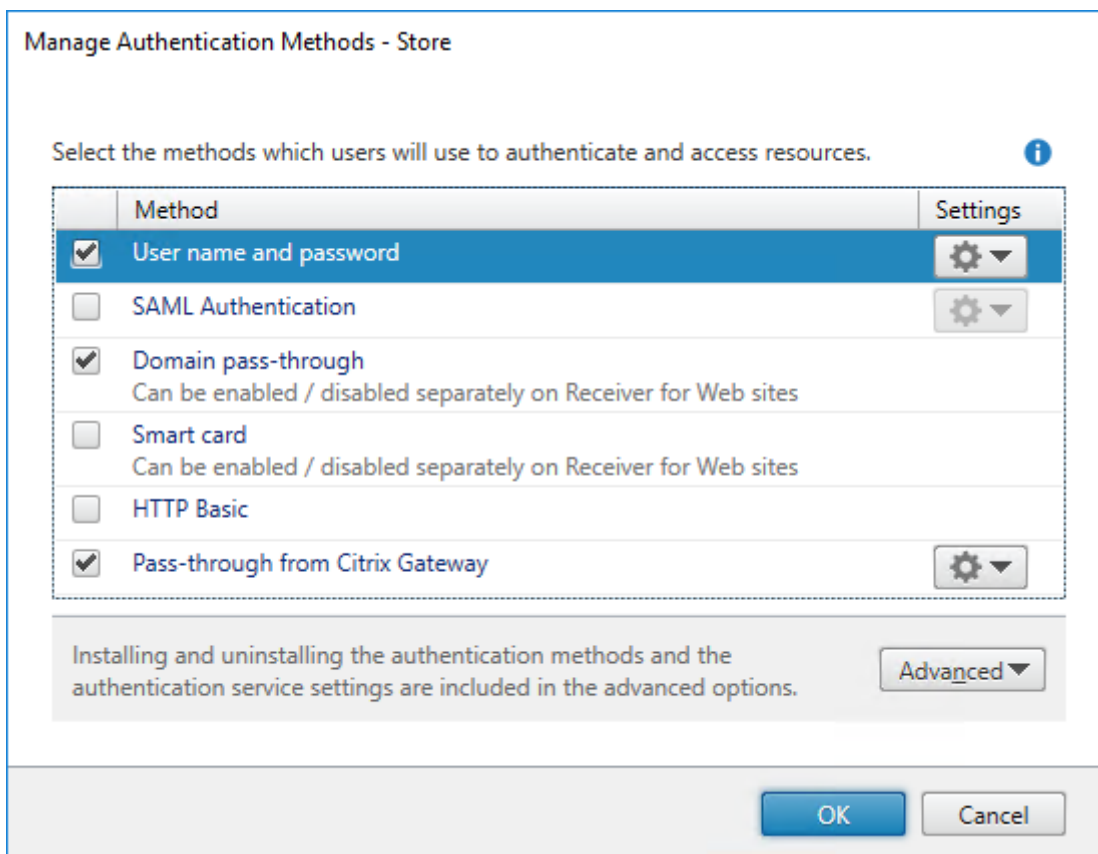 Manage Authentication Methods - Store
Select the methods which users will use to authenticate and access resources.
Method Settings
User name and password
SAML Authentication
Domain pass-through
Can be enabled / disabled separately on Receiver for Web sites
Smart card
Can be enabled / disabled separately on Receiver for Web sites
HTTP Basic
Pass-through from Citrix Gateway
Installing and uninstalling the authentication methods and the
authentication service settings are included in the advanced options.
Advanced
OK Cancel